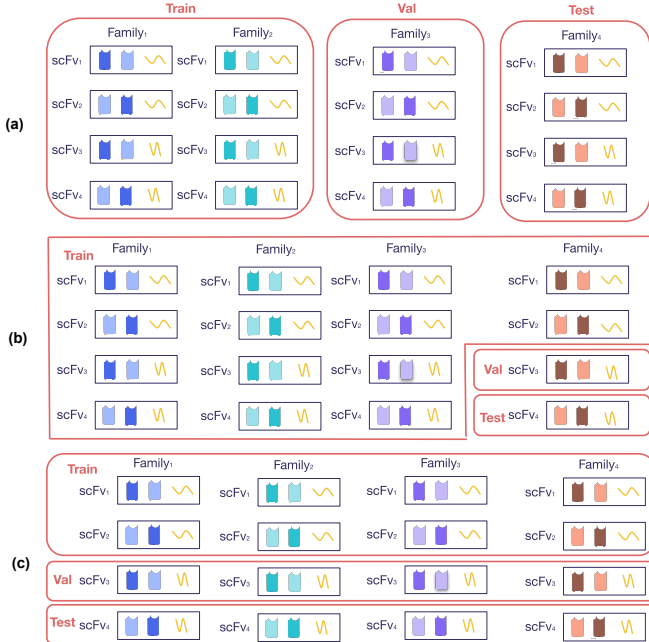 Train Val Test
Family₁ Family₂ Family₃ Family₄
scFv₁ scFv₁ scFv₁ scFv₁
scFv₂ scFv₂ scFv₂ scFv₂
(a)
scFv₃ scFv₃ scFv₃ scFv₃
scFv₄ scFv₄ scFv₄ scFv₄
Train Family₁ Family₂ Family₃ Family₄
scFv₁ scFv₁ scFv₁ scFv₁
scFv₂ scFv₂ scFv₂ scFv₂
(b)
scFv₃ scFv₃ scFv₃ Val scFv₃
scFv₄ scFv₄ scFv₄ Test scFv₄
Train Family₁ Family₂ Family₃ Family₄
scFv₁ scFv₁ scFv₁ scFv₁
scFv₂ scFv₂ scFv₂ scFv₂
(c)
Val scFv₃ scFv₃ scFv₃ scFv₃
Test scFv₄ scFv₄ scFv₄ scFv₄